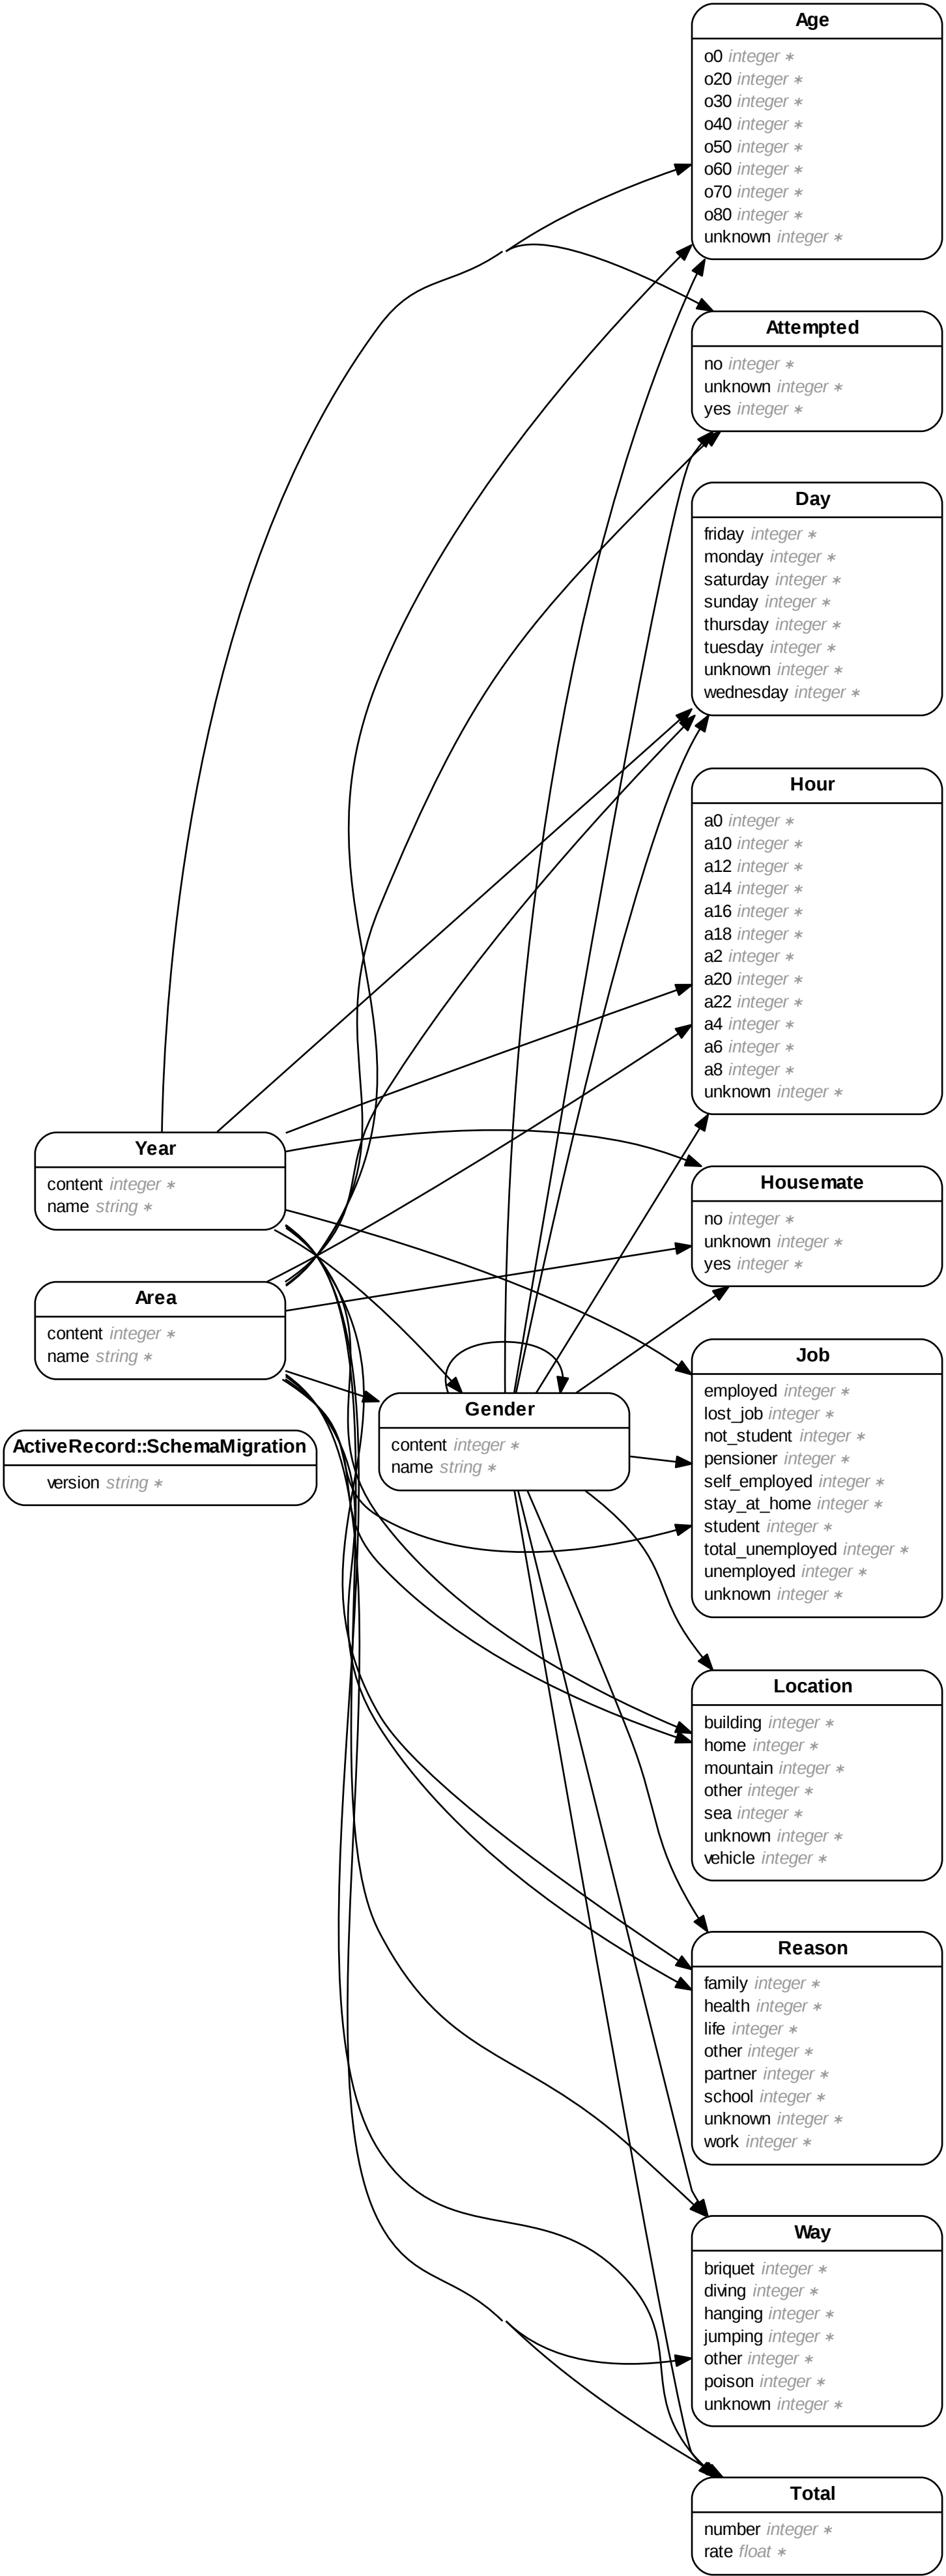 Age
o0 integer ∗
o20 integer ∗
o30 integer ∗
o40 integer ∗
o50 integer ∗
o60 integer ∗
o70 integer ∗
o80 integer ∗
unknown integer ∗
Attempted
no integer ∗
unknown integer ∗
yes integer ∗
Day
friday integer ∗
monday integer ∗
saturday integer ∗
sunday integer ∗
thursday integer ∗
tuesday integer ∗
unknown integer ∗
wednesday integer ∗
Hour
a0 integer ∗
a10 integer ∗
a12 integer ∗
a14 integer ∗
a16 integer ∗
a18 integer ∗
a2 integer ∗
a20 integer ∗
a22 integer ∗
a4 integer ∗
a6 integer ∗
a8 integer ∗
unknown integer ∗
Year
content integer ∗
name string ∗
Housemate
no integer ∗
unknown integer ∗
yes integer ∗
Area
content integer ∗
name string ∗
Job
employed integer ∗
lost_job integer ∗
not_student integer ∗
pensioner integer ∗
self_employed integer ∗
stay_at_home integer ∗
student integer ∗
total_unemployed integer ∗
unemployed integer ∗
unknown integer ∗
Gender
content integer ∗
name string ∗
ActiveRecord::SchemaMigration
version string ∗
Location
building integer ∗
home integer ∗
mountain integer ∗
other integer ∗
sea integer ∗
unknown integer ∗
vehicle integer ∗
Reason
family integer ∗
health integer ∗
life integer ∗
other integer ∗
partner integer ∗
school integer ∗
unknown integer ∗
work integer ∗
Way
briquet integer ∗
diving integer ∗
hanging integer ∗
jumping integer ∗
other integer ∗
poison integer ∗
unknown integer ∗
Total
number integer ∗
rate float ∗